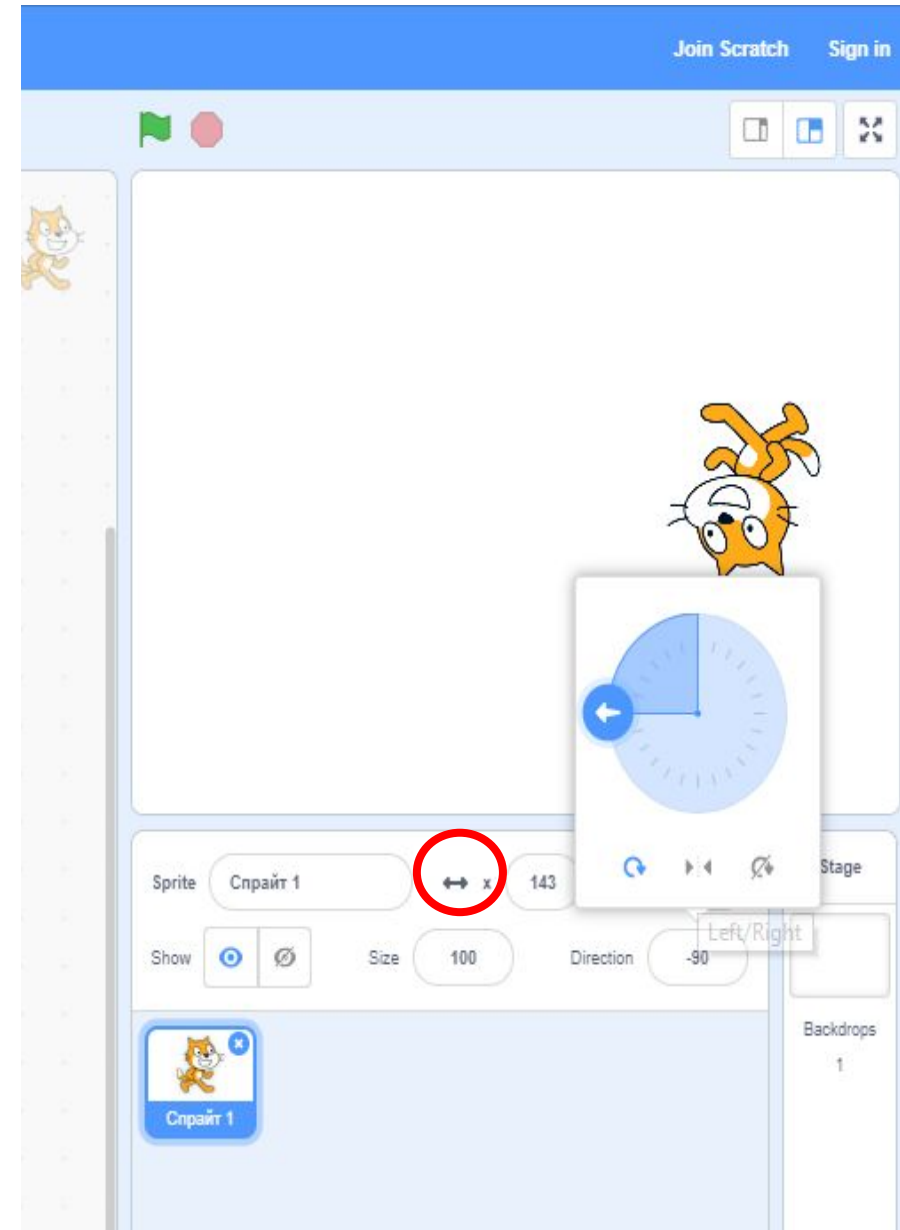 Join Scratch Sign in
Sprite Спрайт 1 x 143
Stage
Left/Right
Show Size 100 Direction -90
Backdrops
1
Спрайт 1